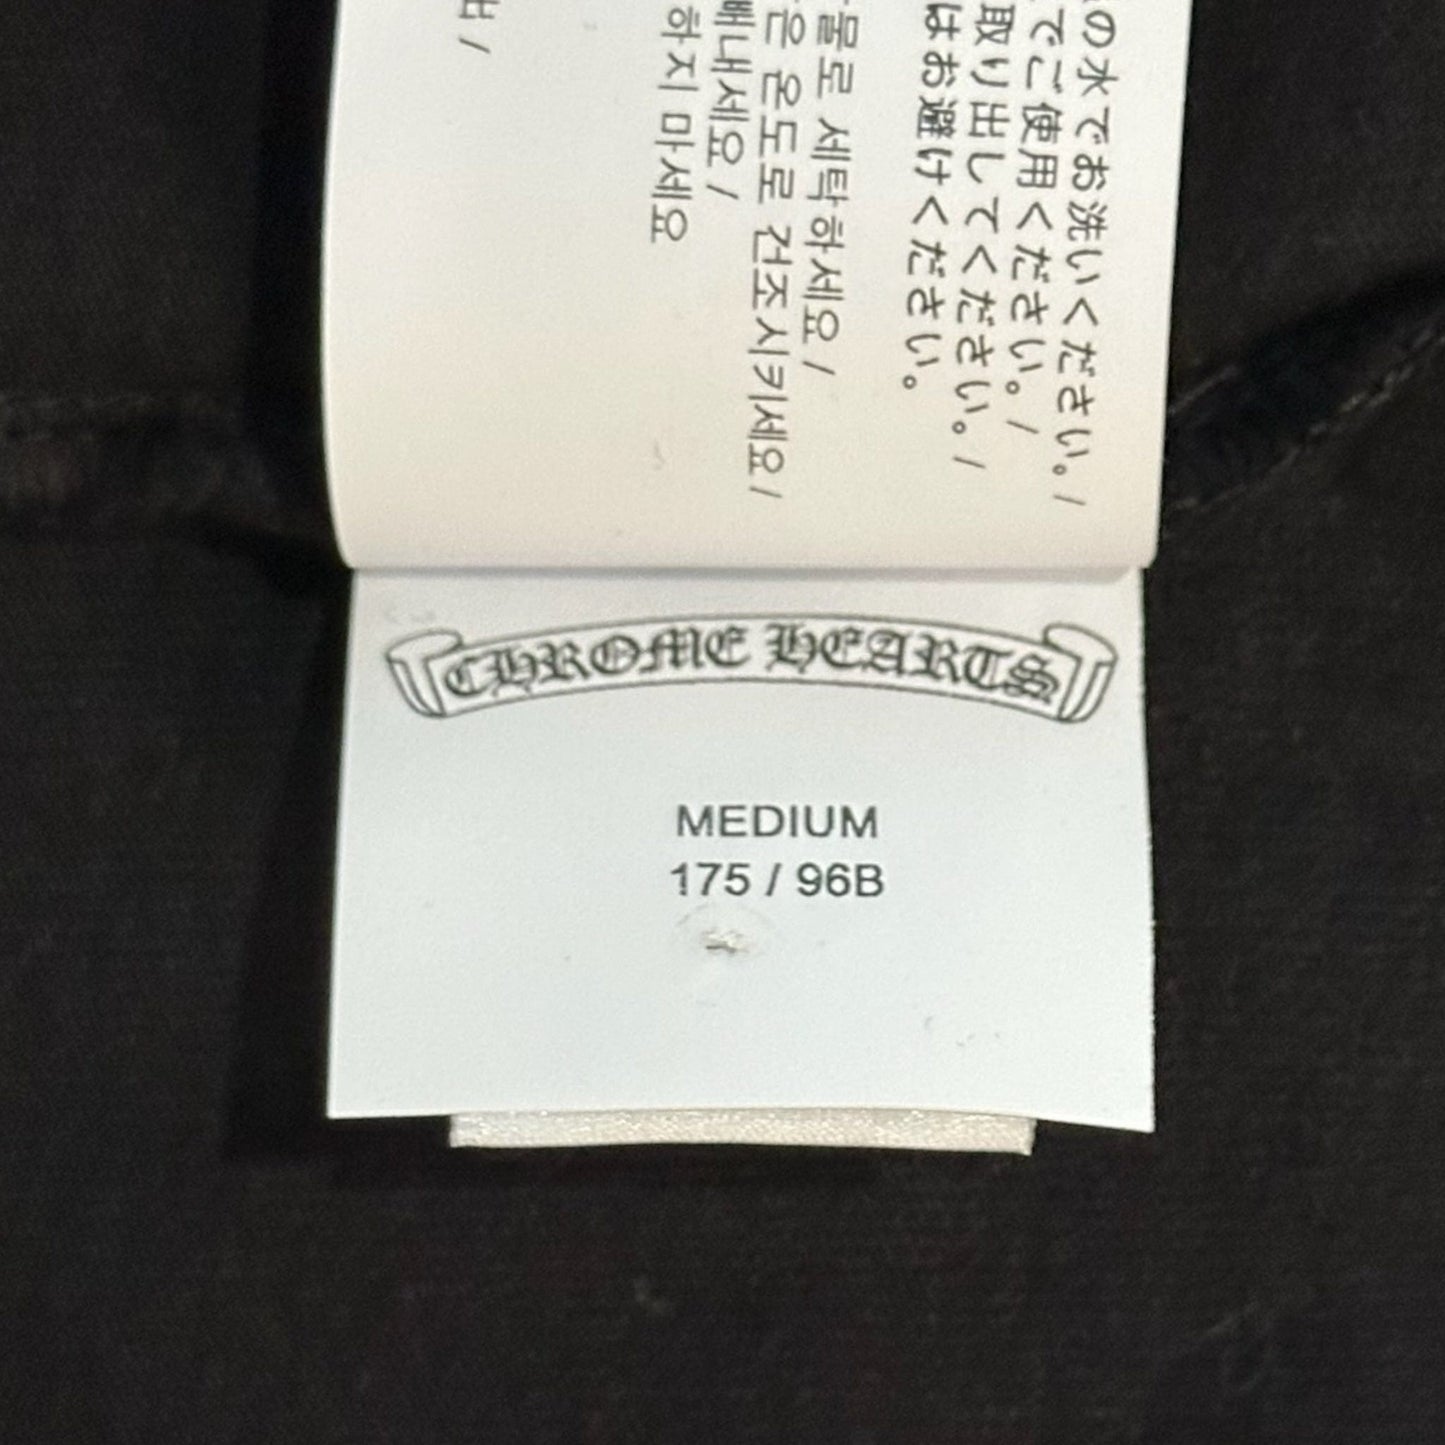 の水でお洗いください。/
でご使用ください。/
取り出してください。/
はお避けください。
물로 세탁하세요 /
은 온도로 건조시키세요 /
내세요 /
하지 마세요
出 /
CHROME HEARTS
MEDIUM
175 / 96B